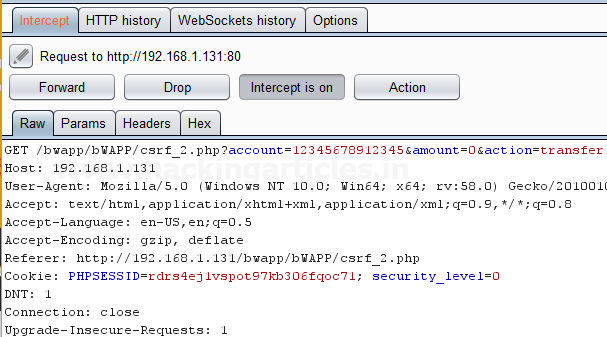 Intercept HTTP history WebSockets history Options
Request to http://192.168.1.131:80
Forward Drop Intercept is on Action
Raw Params Headers Hex
GET /bwapp/bWAPP/csrf_2.php?account=12345678912345&amount=0&action=transfer
Host: 192.168.1.131
User-Agent: Mozilla/5.0 (Windows NT 10.0; Win64; x64; rv:58.0) Gecko/2010010
Accept: text/html,application/xhtml+xml,application/xml;q=0.9,*/*;q=0.8
Accept-Language: en-US,en;q=0.5
Accept-Encoding: gzip, deflate
Referer: http://192.168.1.131/bwapp/bWAPP/csrf_2.php
Cookie: PHPSESSID=rdrs4ej1vspot97kb306fqoc71; security_level=0
DNT: 1
Connection: close
Upgrade-Insecure-Requests: 1